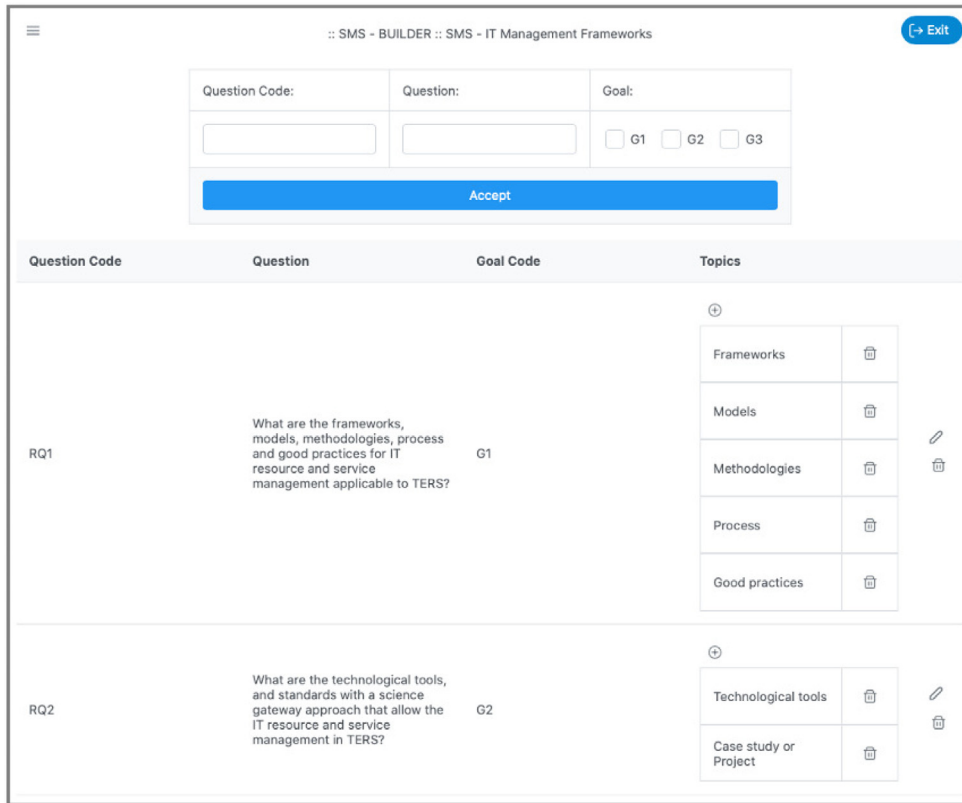 :: SMS - BUILDER :: SMS - IT Management Frameworks
Exit
Question Code:
Question:
Goal:
G1
G2
G3
Accept
Question Code
Question
Goal Code
Topics
RQ1
What are the frameworks,
models, methodologies, process
and good practices for IT
resource and service
management applicable to TERS?
G1
Frameworks
Models
Methodologies
Process
Good practices
RQ2
What are the technological tools,
and standards with a science
gateway approach that allow the
IT resource and service
management in TERS?
G2
Technological tools
Case study or
Project